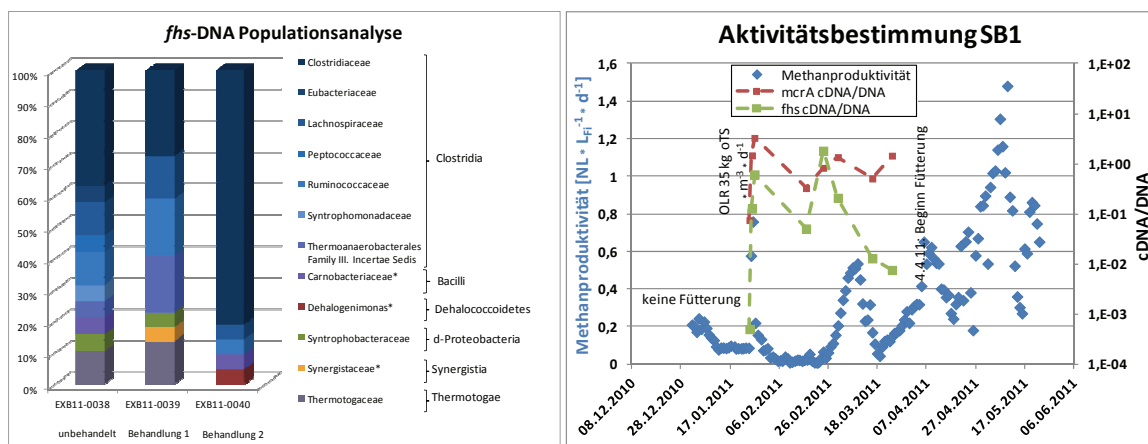 fhs-DNA Populationsanalyse
100%
90%
80%
70%
60%
50%
40%
30%
20%
10%
0%
EXB11-0038
EXB11-0039
EXB11-0040
unbehandelt
Behandlung 1
Behandlung 2
Clostridiaceae
Eubacteriaceae
Lachnospiraceae
Peptococcaceae
Ruminococcaceae
Syntrophomonadaceae
Thermoanaerobacterales
Family III. Incertae Sedis
Carnobacteriaceae*
Dehalogenimonas*
Syntrophobacteraceae
Synergistaceae*
Thermotogaceae
Clostridia
Bacilli
Dehalococcoidetes
d-Proteobacteria
Synergistia
Thermotogae
Aktivitätsbestimmung SB1
Methanproduktivität
mcrA cDNA/DNA
fhs cDNA/DNA
Methanproduktivität [NL * L_Fi^-1 * d^-1]
1,6
1,4
1,2
1
0,8
0,6
0,4
0,2
0
OLR 35 kg oTS
* m^-3 * d^-1
keine Fütterung
4.4.11: Beginn Fütterung
1,E+02
1,E+01
1,E+00
1,E-01
1,E-02
1,E-03
1,E-04
cDNA/DNA
08.12.2010
28.12.2010
17.01.2011
06.02.2011
26.02.2011
18.03.2011
07.04.2011
27.04.2011
17.05.2011
06.06.2011